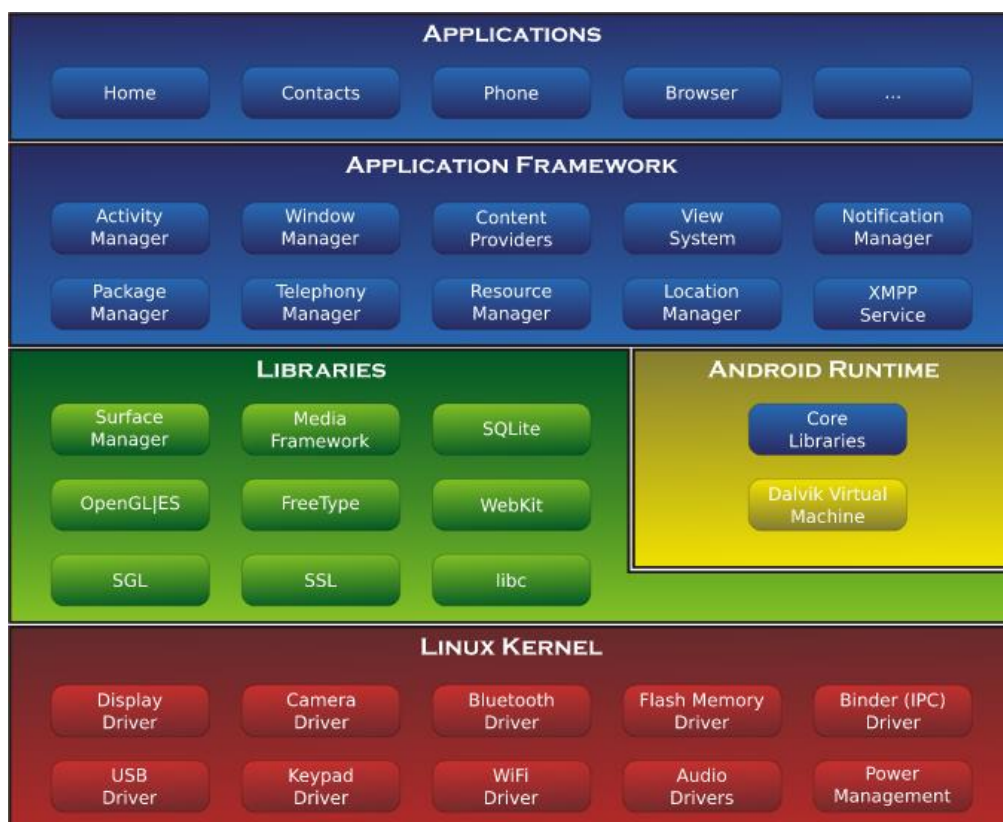 APPLICATIONS
Home
Contacts
Phone
Browser
...
APPLICATION FRAMEWORK
Activity
Manager
Window
Manager
Content
Providers
View
System
Notification
Manager
Package
Manager
Telephony
Manager
Resource
Manager
Location
Manager
XMPP
Service
LIBRARIES
Surface
Manager
Media
Framework
SQLite
OpenGL|ES
FreeType
WebKit
SGL
SSL
libc
ANDROID RUNTIME
Core
Libraries
Dalvik Virtual
Machine
LINUX KERNEL
Display
Driver
Camera
Driver
Bluetooth
Driver
Flash Memory
Driver
Binder (IPC)
Driver
USB
Driver
Keypad
Driver
WiFi
Driver
Audio
Drivers
Power
Management